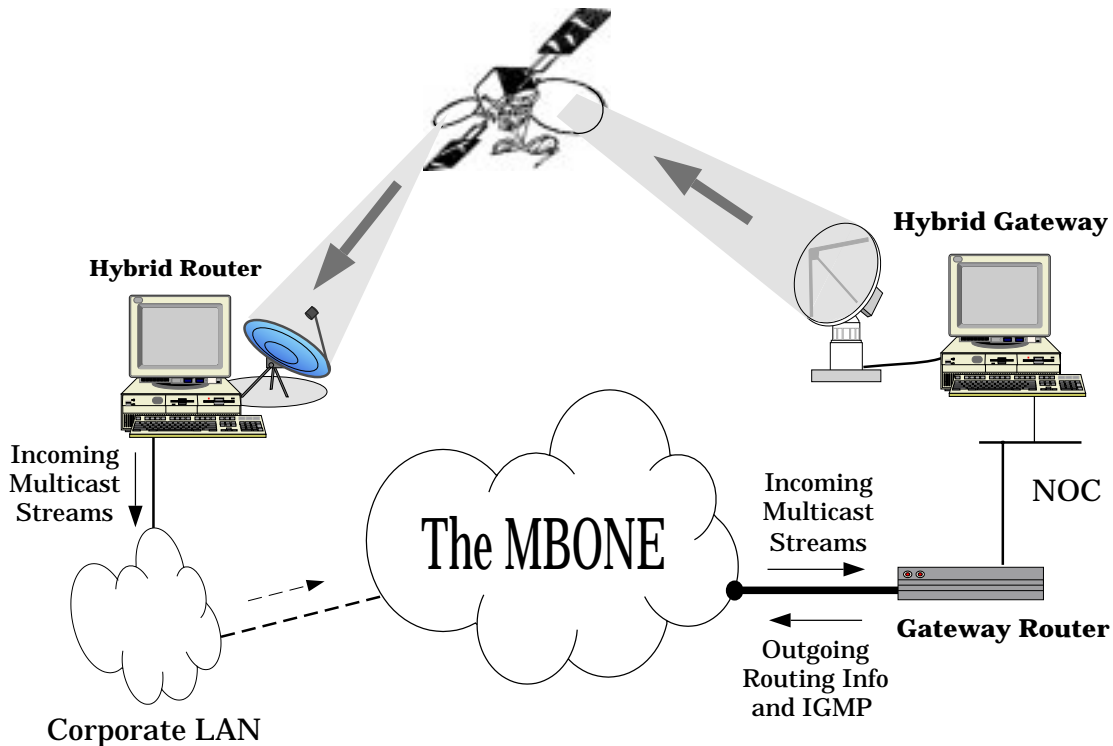 Hybrid Gateway
Hybrid Router
Incoming
Multicast
Streams
The MBONE
Incoming
Multicast
Streams
NOC
Gateway Router
Outgoing
Routing Info
and IGMP
Corporate LAN